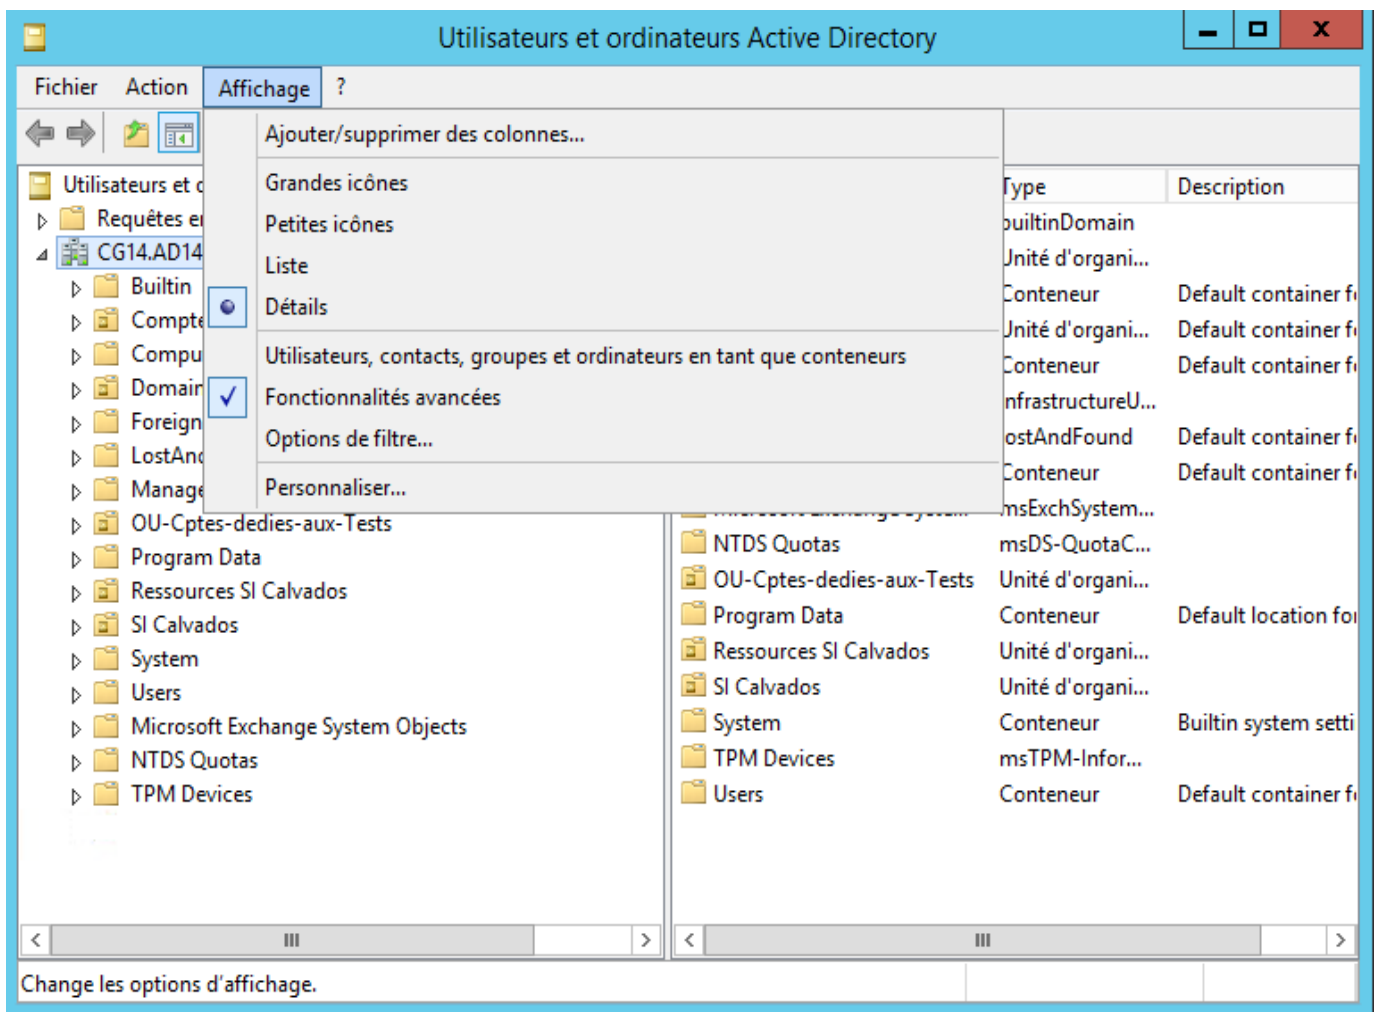 Utilisateurs et ordinateurs Active Directory
Fichier Action Affichage ?
Ajouter/supprimer des colonnes...
Grandes icônes
Petites icônes
Liste
Détails
Utilisateurs, contacts, groupes et ordinateurs en tant que conteneurs
Fonctionnalités avancées
Options de filtre...
Personnaliser...
Utilisateurs et
Requêtes
CG14.AD14
Builtin
Compte
Compu
Domain
Foreign
LostAnd
Manage
OU-Cptes-dedies-aux-Tests
Program Data
Ressources SI Calvados
SI Calvados
System
Users
Microsoft Exchange System Objects
NTDS Quotas
TPM Devices
Type Description
builtinDomain
Unité d'organi...
Conteneur Default container f
Unité d'organi... Default container f
Conteneur Default container f
nfrastructureU...
ostAndFound Default container f
Conteneur Default container f
msExchSystem...
NTDS Quotas msDS-QuotaC...
OU-Cptes-dedies-aux-Tests Unité d'organi...
Program Data Conteneur Default location for
Ressources SI Calvados Unité d'organi...
SI Calvados Unité d'organi...
System Conteneur Builtin system setti
TPM Devices msTPM-Infor...
Users Conteneur Default container f
Change les options d'affichage.